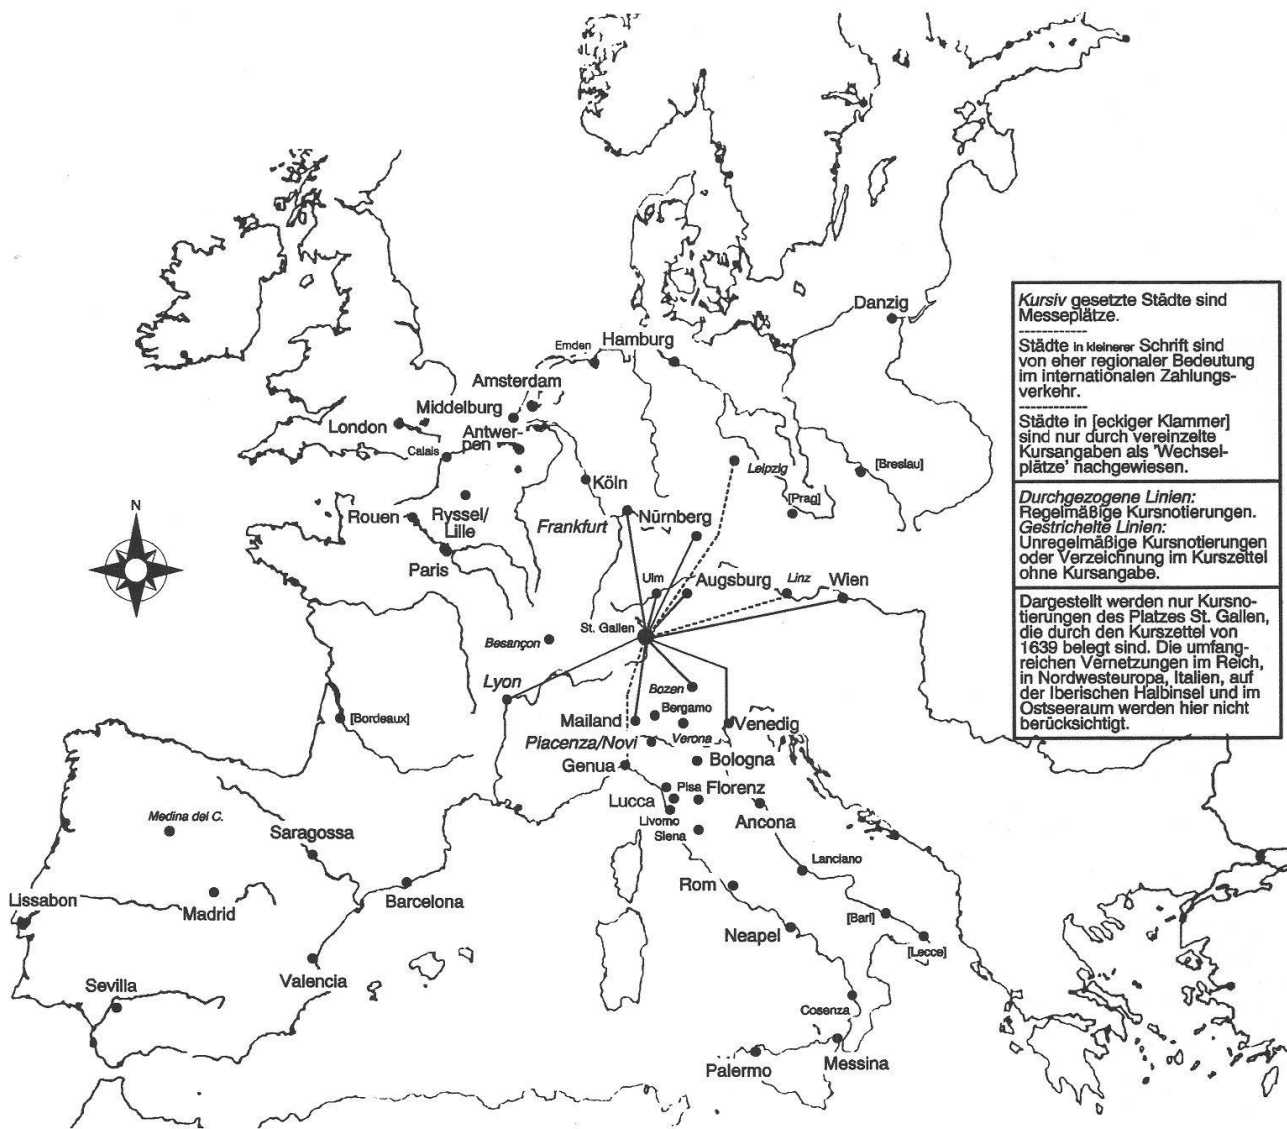 Danzig
Kursiv gesetzte Städte sind
Messeplätze.
------------
Städte in kleinerer Schrift sind
von eher regionaler Bedeutung
im internationalen Zahlungs-
verkehr.
------------
Städte in [eckiger Klammer]
sind nur durch vereinzelte
Kursangaben als 'Wechsel-
plätze' nachgewiesen.
Durchgezogene Linien:
Regelmäßige Kursnotierungen.
Gestrichelte Linien:
Unregelmäßige Kursnotierungen
oder Verzeichnung im Kurszettel
ohne Kursangabe.
Dargestellt werden nur Kursno-
tierungen des Platzes St. Gallen,
die durch den Kurszettel von
1639 belegt sind. Die umfang-
reichen Vernetzungen im Reich,
in Nordwesteuropa, Italien, auf
der Iberischen Halbinsel und im
Ostseeraum werden hier nicht
berücksichtigt.
Emden
Hamburg
Amsterdam
Middelburg
London
Antwer-
pen
Calais
Leipzig
[Breslau]
Köln
[Prag]
N
Rouen
Ryssel/
Lille
Frankfurt
Nürnberg
Paris
Ulm
Augsburg
Linz
Wien
St. Gallen
Besançon
Lyon
Bozen
Bergamo
[Bordeaux]
Mailand
Venedig
Verona
Piacenza/Novi
Genua
Bologna
Pisa
Florenz
Lucca
Livorno
Siena
Ancona
Medina del C.
Saragossa
Lanciano
Rom
Barcelona
Lissabon
Madrid
[Bari]
Neapel
[Lecce]
Valencia
Sevilla
Cosenza
Messina
Palermo